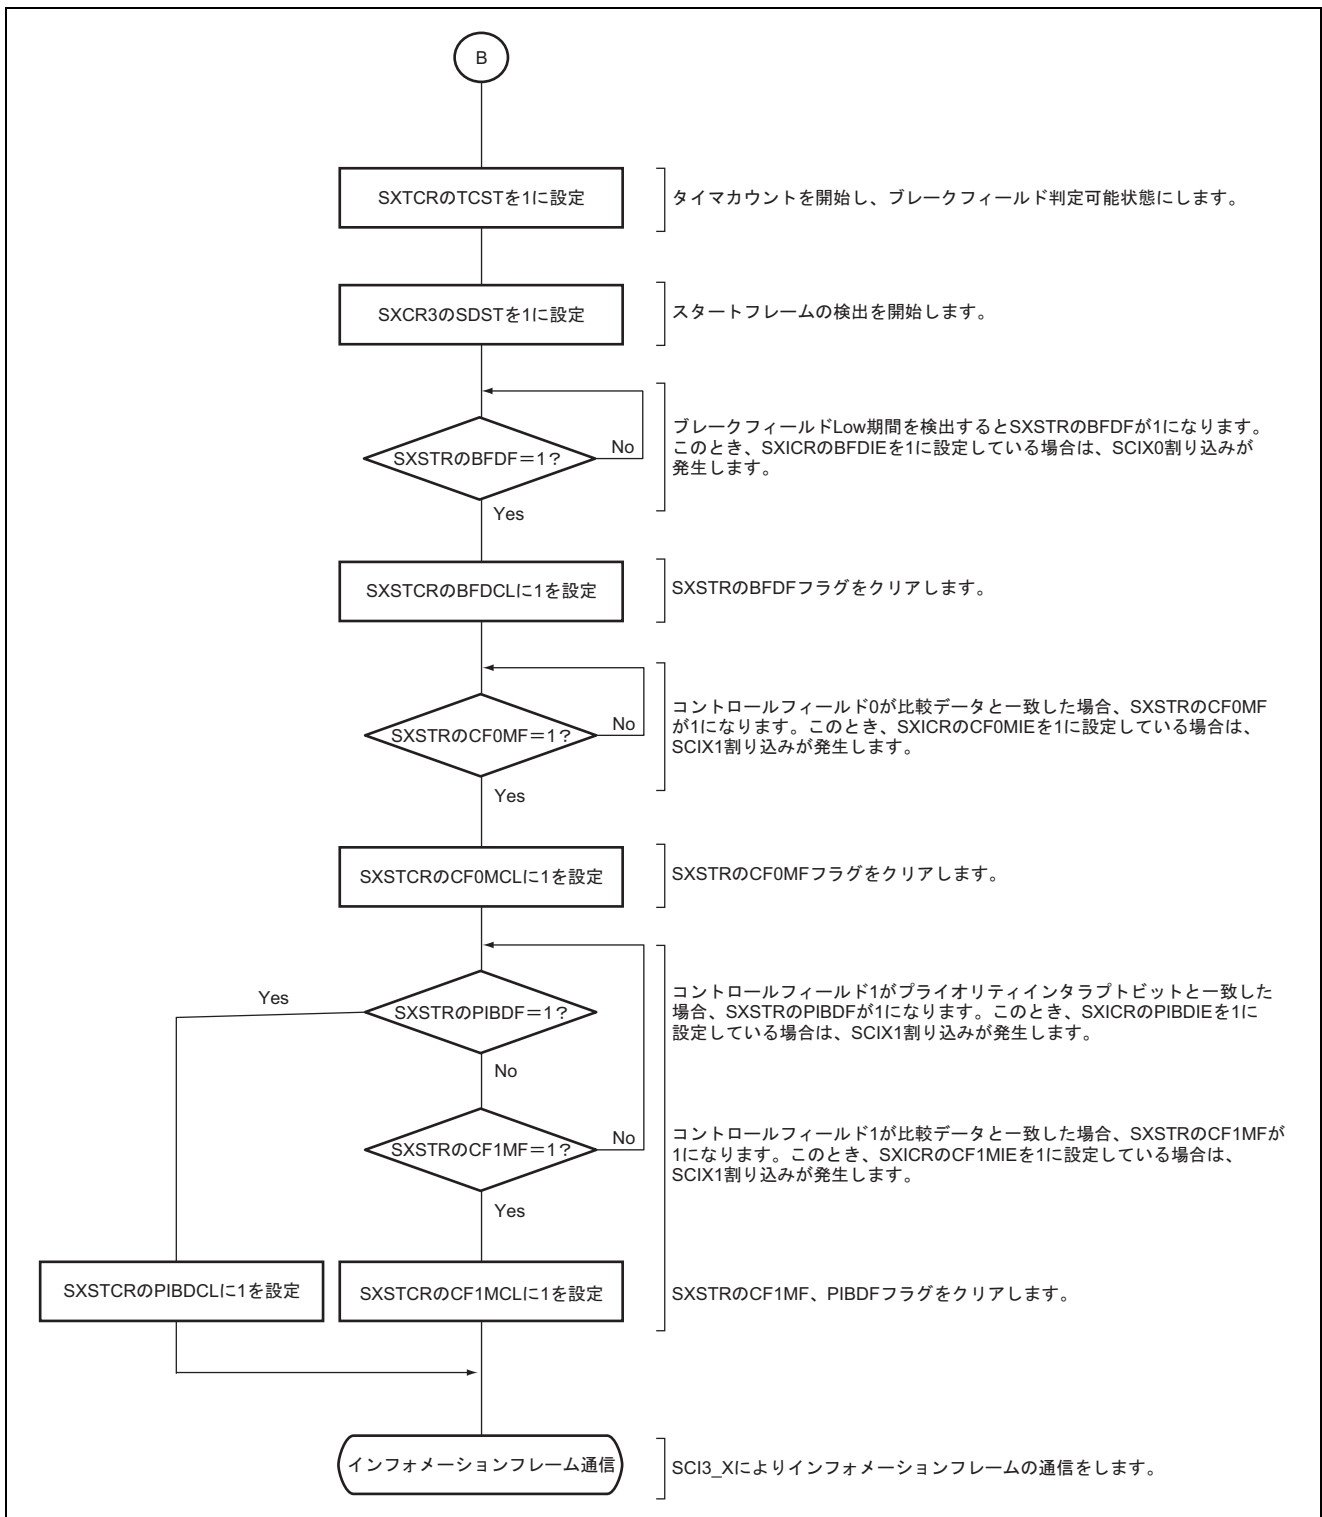 B
SXTCRのTCSTを1に設定
タイマカウントを開始し、ブレークフィールド判定可能状態にします。
SXCR3のSDSTを1に設定
スタートフレームの検出を開始します。
SXSTRのBFDF＝1？
No
Yes
ブレークフィールドLow期間を検出するとSXSTRのBFDFが1になります。
このとき、SXICRのBFDIEを1に設定している場合は、SCIX0割り込みが
発生します。
SXSTCRのBFDCLに1を設定
SXSTRのBFDFフラグをクリアします。
SXSTRのCF0MF＝1？
No
Yes
コントロールフィールド0が比較データと一致した場合、SXSTRのCF0MF
が1になります。このとき、SXICRのCF0MIEを1に設定している場合は、
SCIX1割り込みが発生します。
SXSTCRのCF0MCLに1を設定
SXSTRのCF0MFフラグをクリアします。
Yes
SXSTRのPIBDF＝1？
No
コントロールフィールド1がプライオリティインタラプトビットと一致した
場合、SXSTRのPIBDFが1になります。このとき、SXICRのPIBDIEを1に
設定している場合は、SCIX1割り込みが発生します。
SXSTRのCF1MF＝1？
No
Yes
コントロールフィールド1が比較データと一致した場合、SXSTRのCF1MFが
1になります。このとき、SXICRのCF1MIEを1に設定している場合は、
SCIX1割り込みが発生します。
SXSTCRのPIBDCLに1を設定
SXSTCRのCF1MCLに1を設定
SXSTRのCF1MF、PIBDFフラグをクリアします。
インフォメーションフレーム通信
SCI3_Xによりインフォメーションフレームの通信をします。